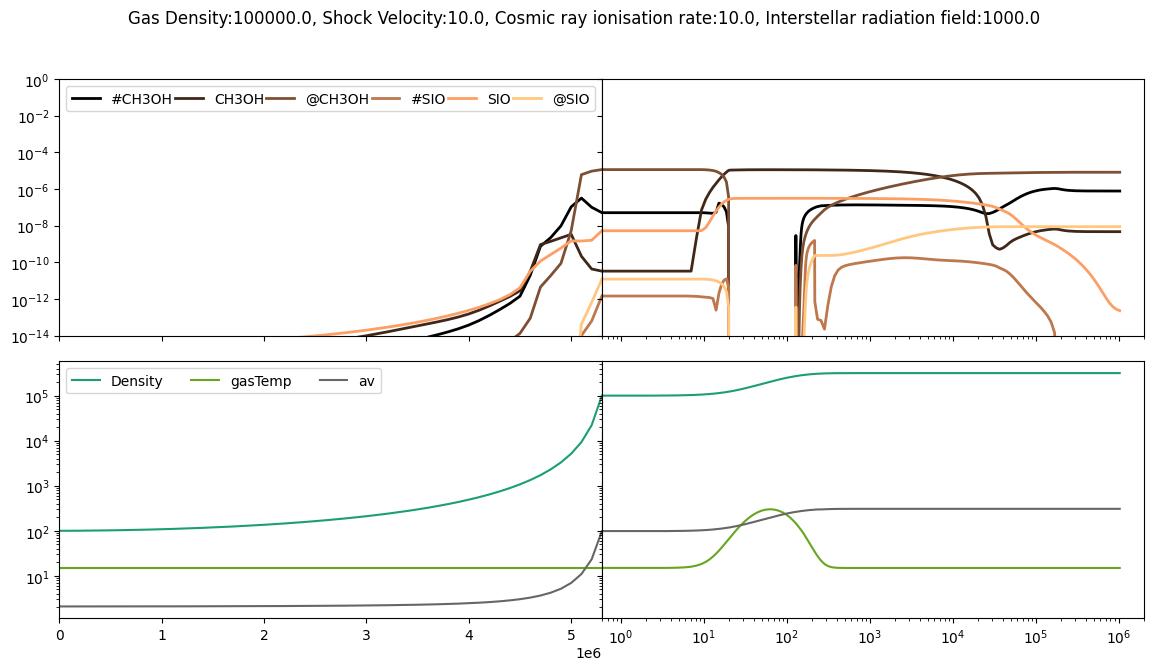 Gas Density:100000.0, Shock Velocity:10.0, Cosmic ray ionisation rate:10.0, Interstellar radiation field:1000.0
#CH3OH CH3OH @CH3OH #SIO SIO @SIO
10^0
10^-2
10^-4
10^-6
10^-8
10^-10
10^-12
10^-14
Density gasTemp av
10^5
10^4
10^3
10^2
10^1
0 1 2 3 4 5
1e6
10^0 10^1 10^2 10^3 10^4 10^5 10^6